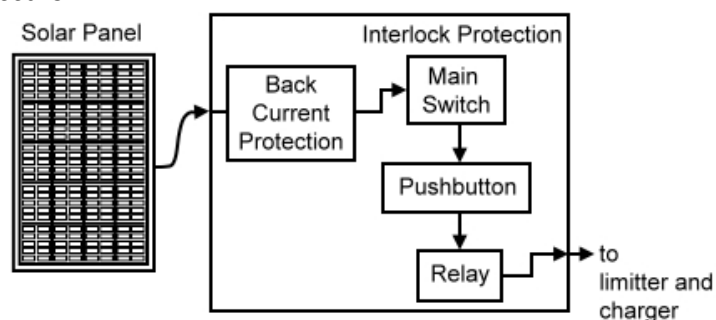 Solar Panel
Interlock Protection
Back
Current
Protection
Main
Switch
Pushbutton
Relay
to
limitter and
charger